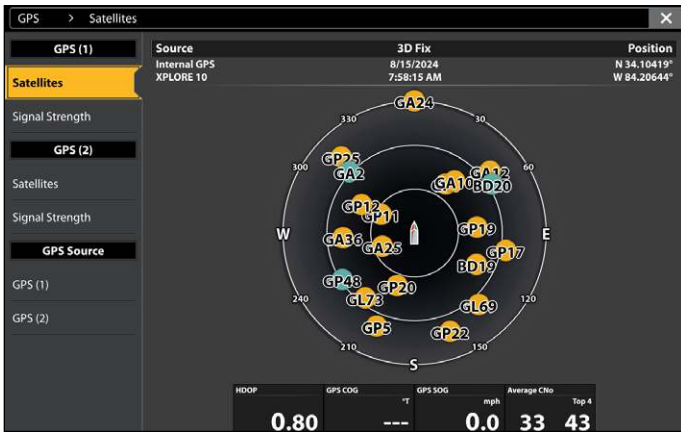 GPS > Satellites
GPS (1)
Satellites
Signal Strength
GPS (2)
Satellites
Signal Strength
GPS Source
GPS (1)
GPS (2)
Source 3D Fix Position
Internal GPS 8/15/2024 N 34.10419°
XPLORE 10 7:58:15 AM W 84.20644°
GA24
330 30
GP25
300 GA2 GA12 60
GA10 BD20
GP12
GP11
W GP19 E
GA36 GA25
GP17
BD19
GP48 GP20
240 GL73 GL69 120
GP5 GP22
210 150
S
HDOP GPS COG GPS SOG Average CNo
°T mph Top 4
0.80 --- 0.0 33 43